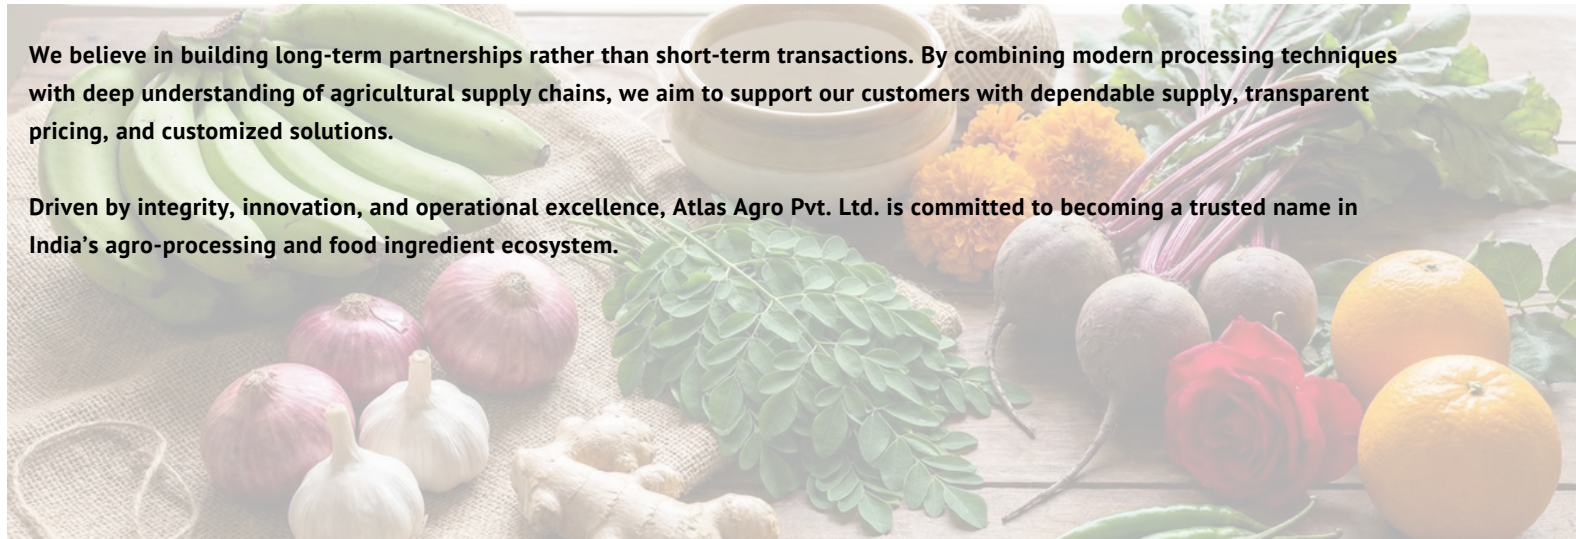 We believe in building long-term partnerships rather than short-term transactions. By combining modern processing techniques
with deep understanding of agricultural supply chains, we aim to support our customers with dependable supply, transparent
pricing, and customized solutions.
Driven by integrity, innovation, and operational excellence, Atlas Agro Pvt. Ltd. is committed to becoming a trusted name in
India’s agro-processing and food ingredient ecosystem.